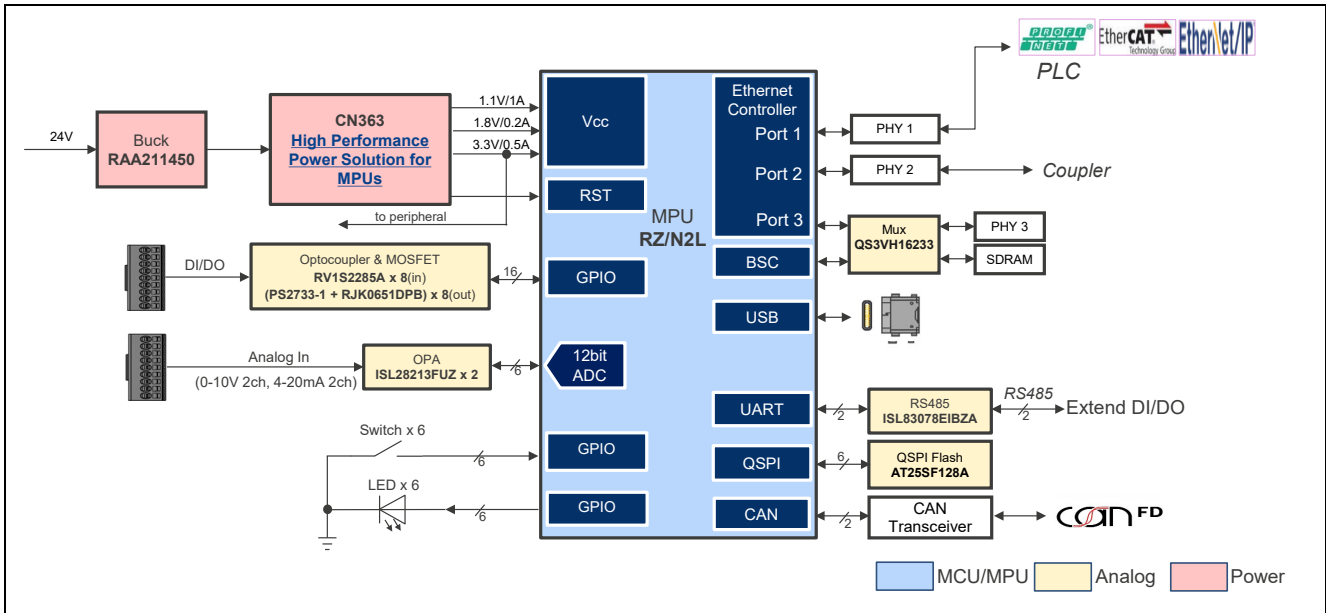 24V
Buck
RAA211450
CN363
High Performance
Power Solution for
MPUs
1.1V/1A
1.8V/0.2A
3.3V/0.5A
to peripheral
Vcc
RST
MPU
RZ/N2L
Ethernet
Controller
Port 1
Port 2
Port 3
PHY 1
PHY 2
PROFI
NET
EtherCAT
Technology Group
EtherNet/IP
PLC
Coupler
Mux
QS3VH16233
PHY 3
SDRAM
BSC
USB
DI/DO
Optocoupler & MOSFET
RV1S2285A x 8(in)
(PS2733-1 + RJK0651DPB) x 8(out)
16
GPIO
Analog In
(0-10V 2ch, 4-20mA 2ch)
OPA
ISL28213FUZ x 2
6
12bit
ADC
Switch x 6
6
GPIO
LED x 6
6
GPIO
UART
2
RS485
ISL83078EIBZA
RS485
2
Extend DI/DO
QSPI
6
QSPI Flash
AT25SF128A
CAN
2
CAN
Transceiver
CAN FD
MCU/MPU
Analog
Power